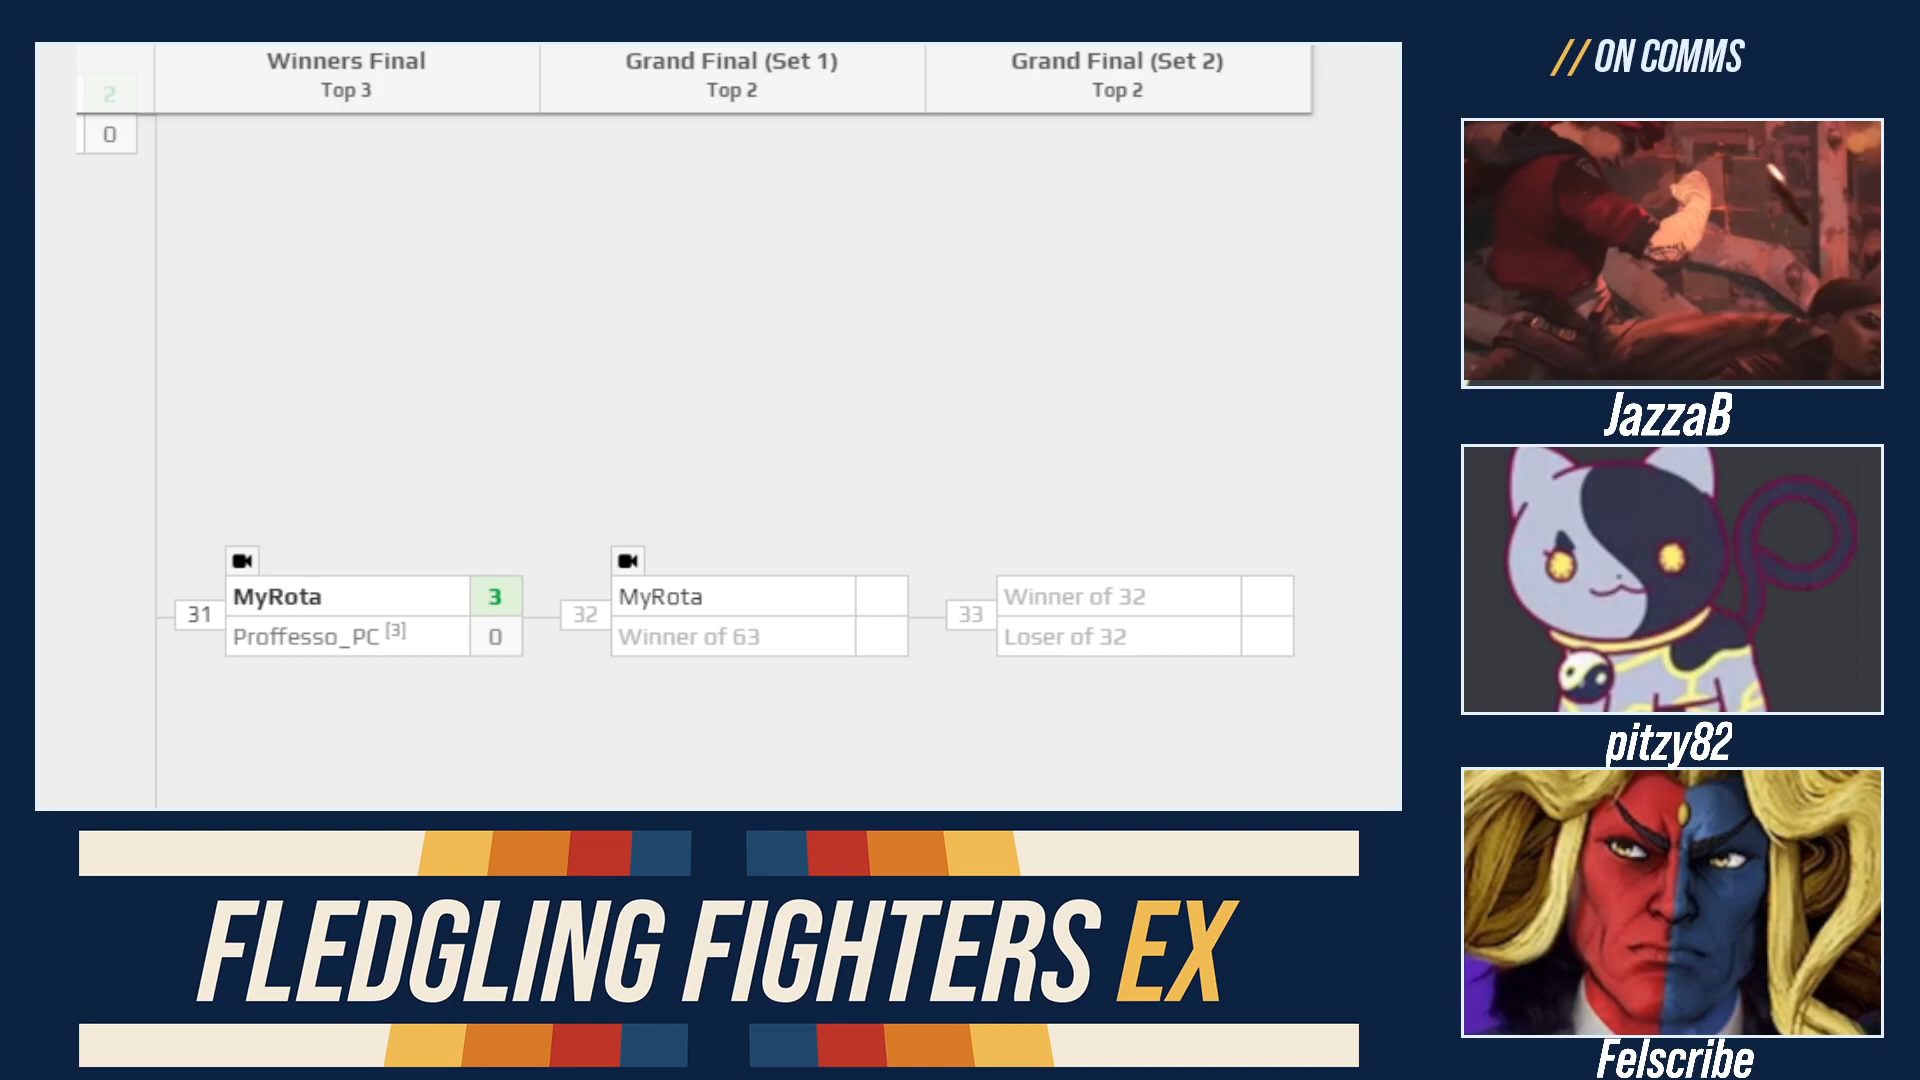 // ON COMMS
Winners Final
Top 3
Grand Final (Set 1)
Top 2
Grand Final (Set 2)
Top 2
2
0
31
MyRota 3
Proffesso_PC [3] 0
32
MyRota
Winner of 63
33
Winner of 32
Loser of 32
JazzaB
pitzy82
Felscribe
FLEDGLING FIGHTERS EX